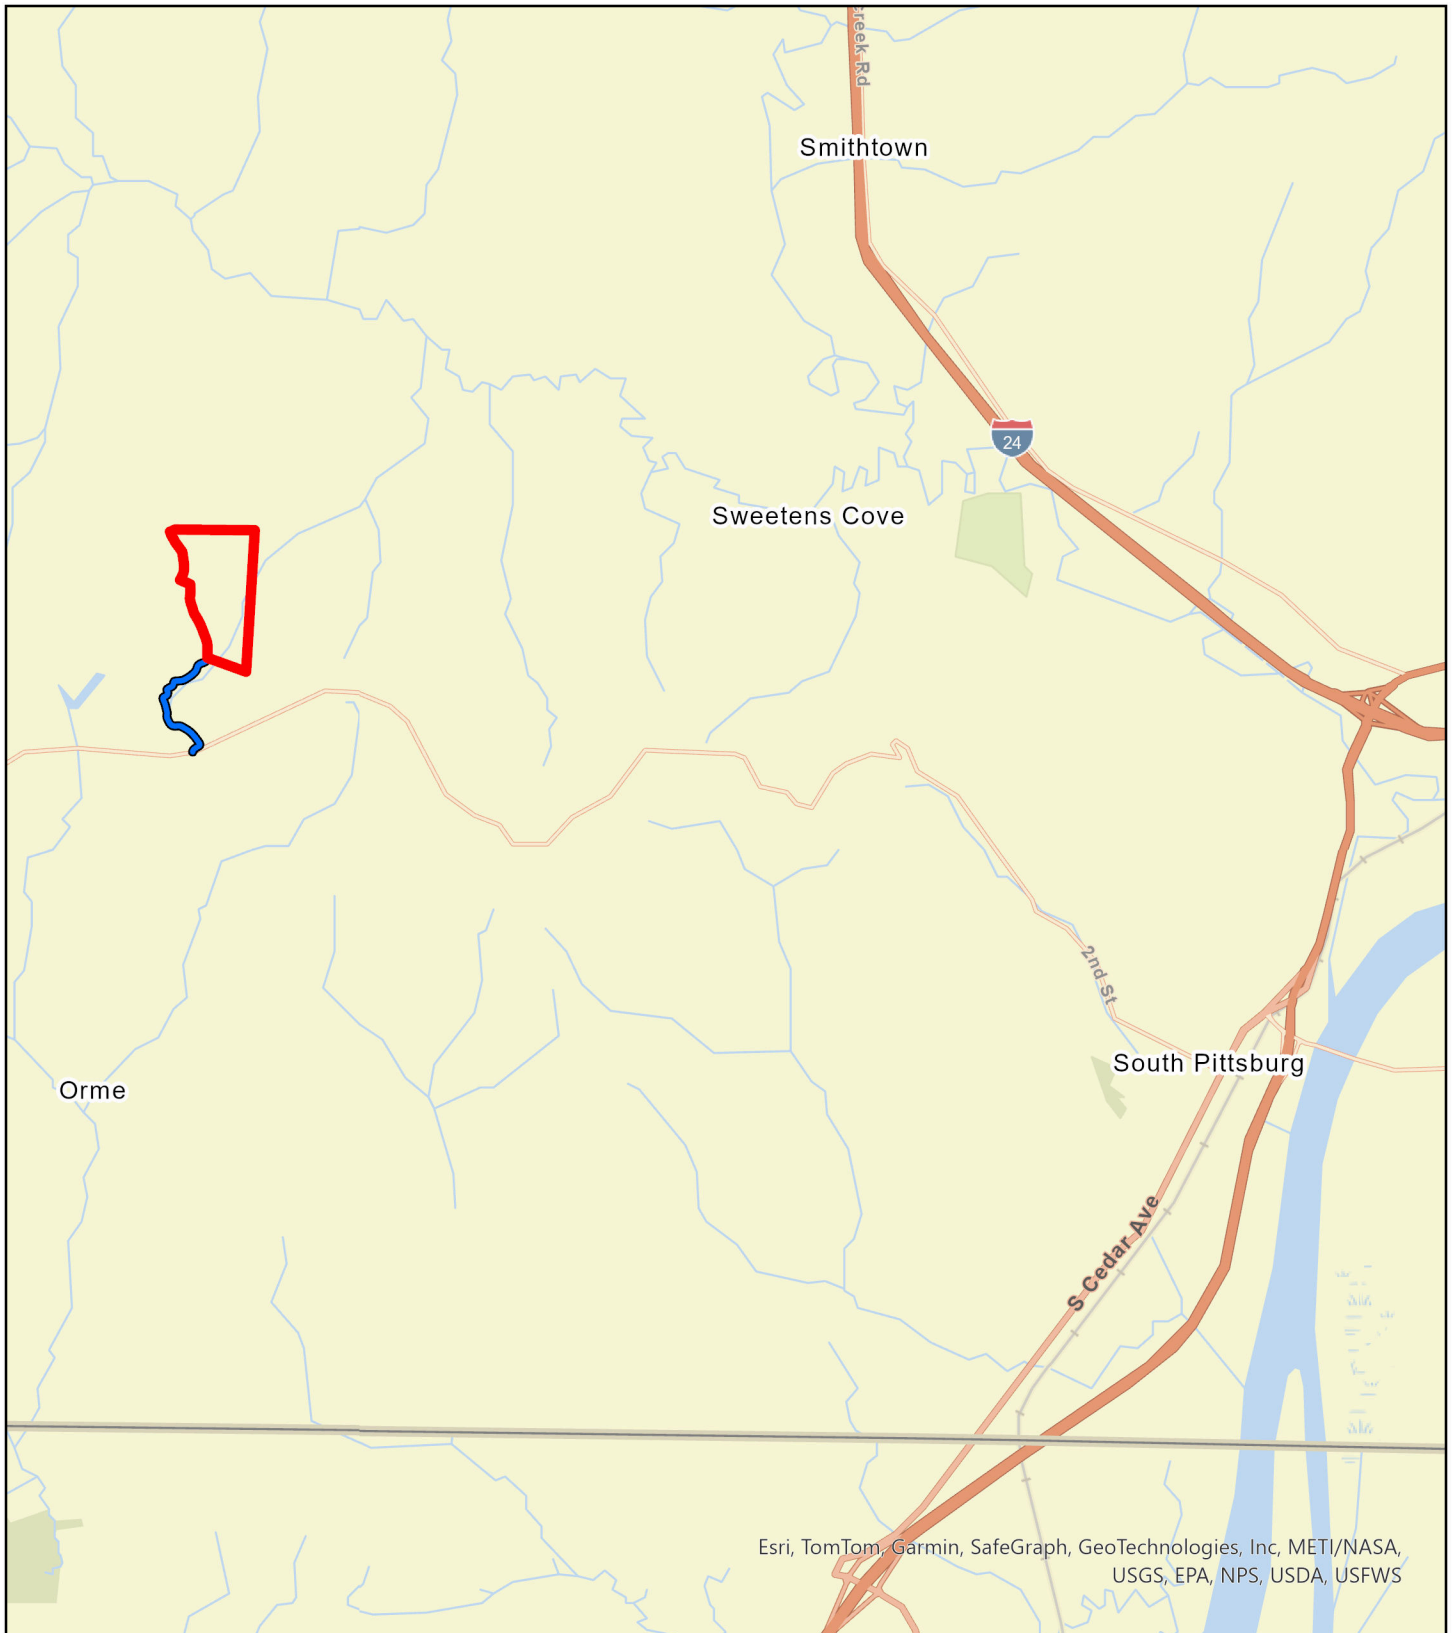 creek Rd
Smithtown
24
Sweetens Cove
2nd St
South Pittsburg
Orme
S Cedar Ave
Esri, TomTom, Garmin, SafeGraph, GeoTechnologies, Inc, METI/NASA,
USGS, EPA, NPS, USDA, USFWS